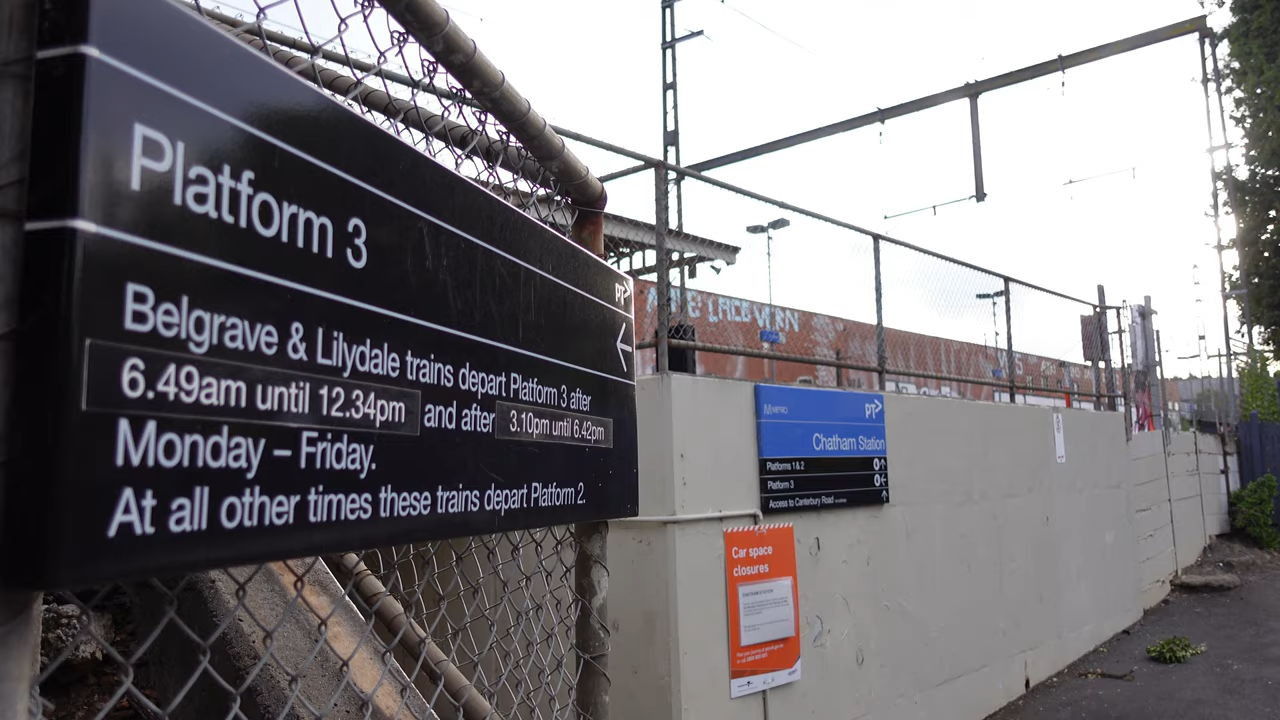 Platform 3
PT>
Belgrave & Lilydale trains depart Platform 3 after
6.49am until 12.34pm and after 3.10pm until 6.42pm
Monday – Friday.
At all other times these trains depart Platform 2.
METRO
PT>
Chatham Station
Platforms 1 & 2
Platform 3
Access to Canterbury Road
Car space
closures